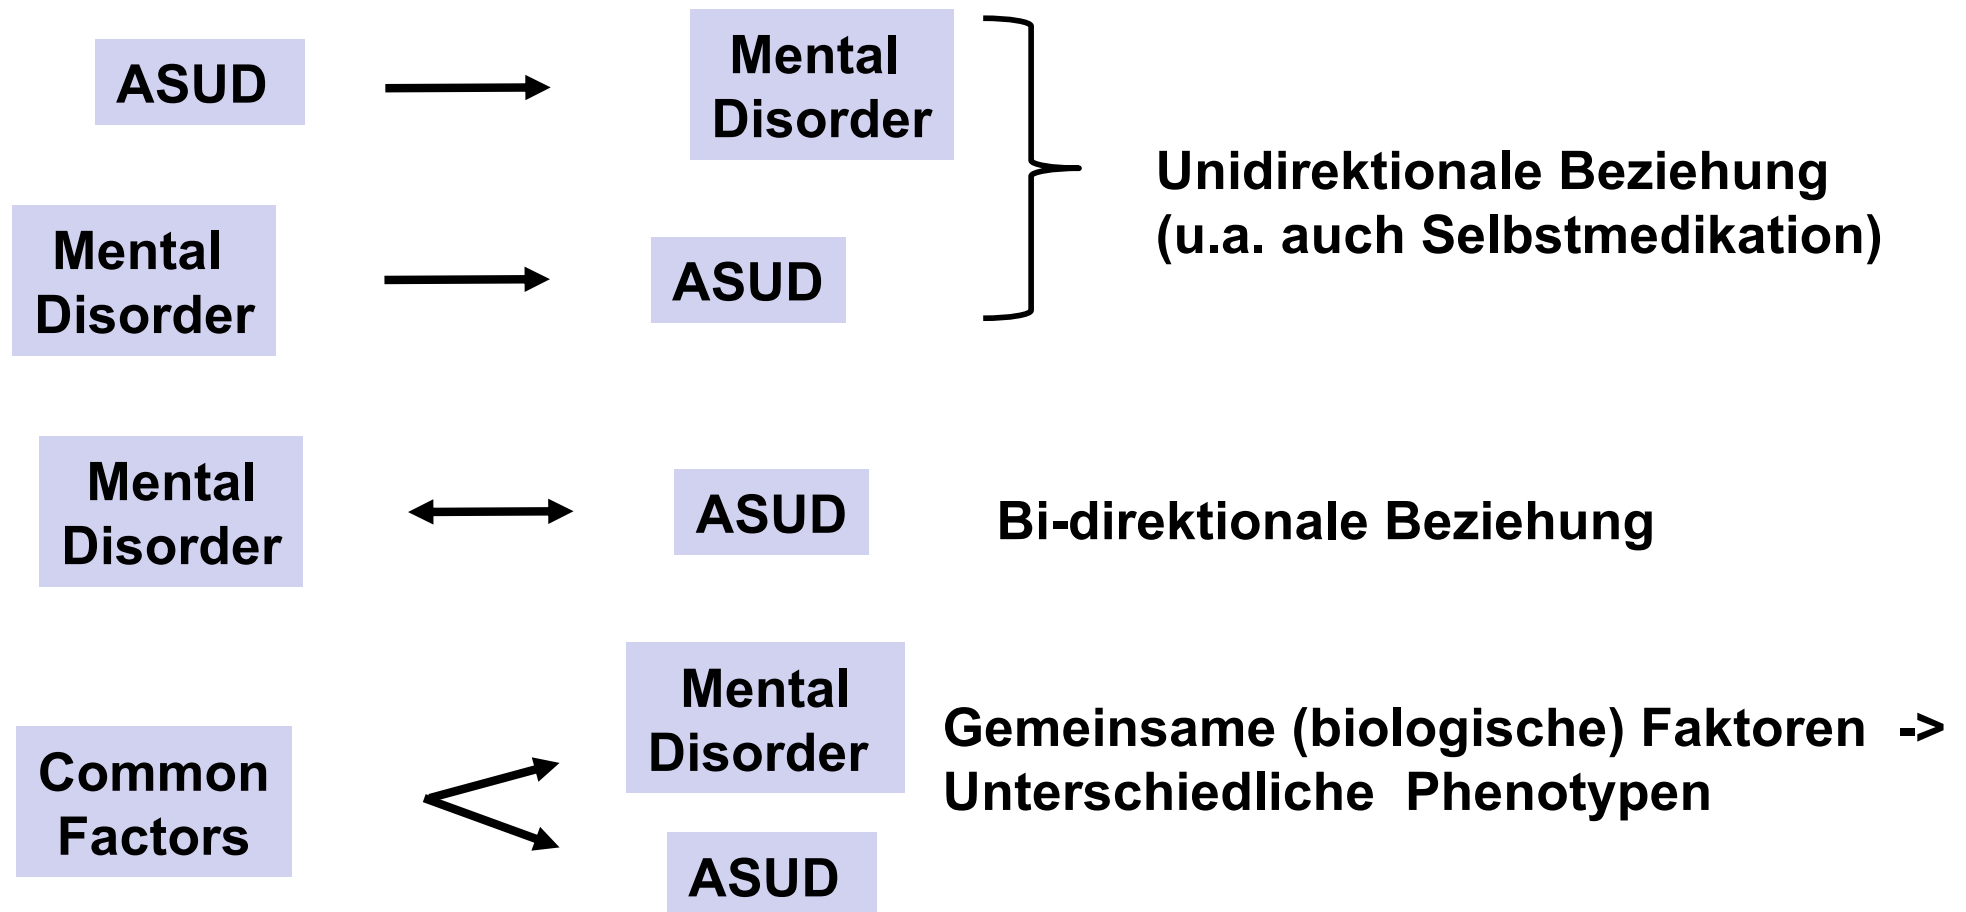 ASUD
Mental
Disorder
Unidirektionale Beziehung
(u.a. auch Selbstmedikation)
Mental
Disorder
ASUD
Mental
Disorder
ASUD
Bi-direktionale Beziehung
Common
Factors
Mental
Disorder
ASUD
Gemeinsame (biologische) Faktoren ->
Unterschiedliche Phenotypen